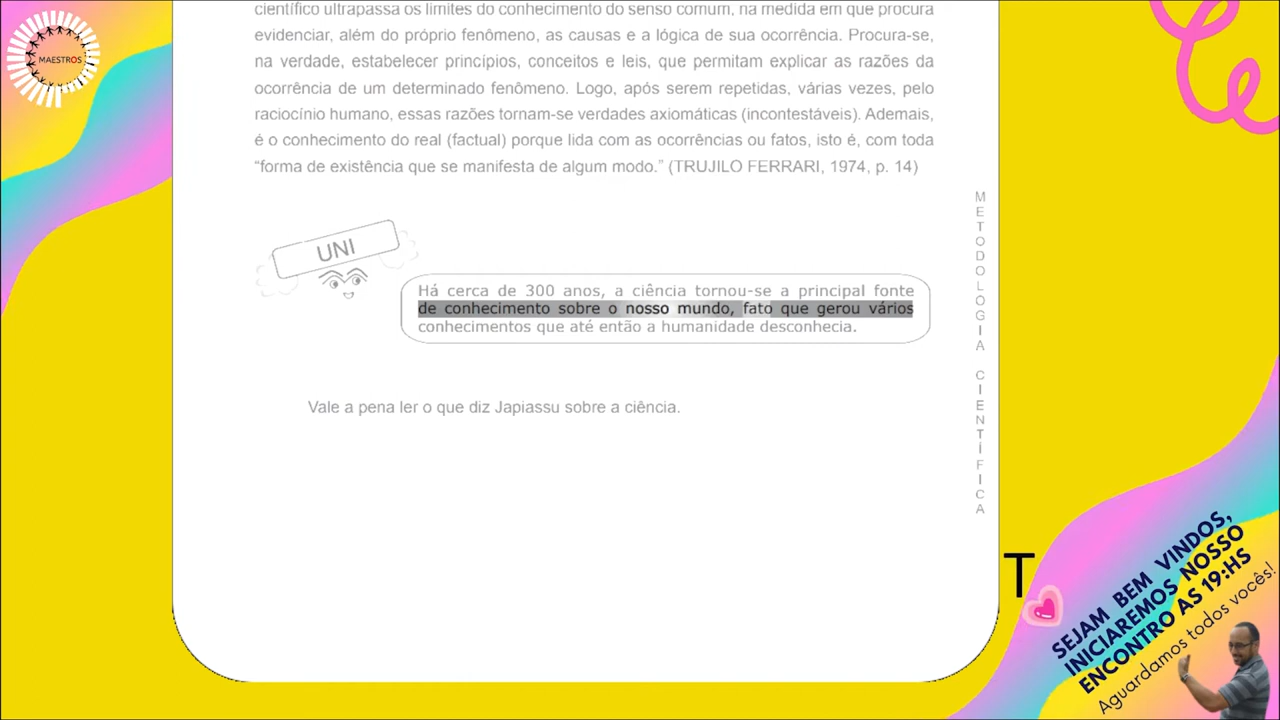 MAESTROS
científico ultrapassa os limites do conhecimento do senso comum, na medida em que procura
evidenciar, além do próprio fenômeno, as causas e a lógica de sua ocorrência. Procura-se,
na verdade, estabelecer princípios, conceitos e leis, que permitam explicar as razões da
ocorrência de um determinado fenômeno. Logo, após serem repetidas, várias vezes, pelo
raciocínio humano, essas razões tornam-se verdades axiomáticas (incontestáveis). Ademais,
é o conhecimento do real (factual) porque lida com as ocorrências ou fatos, isto é, com toda
“forma de existência que se manifesta de algum modo.” (TRUJILO FERRARI, 1974, p. 14)
UNI
Há cerca de 300 anos, a ciência tornou-se a principal fonte
de conhecimento sobre o nosso mundo, fato que gerou vários
conhecimentos que até então a humanidade desconhecia.
Vale a pena ler o que diz Japiassu sobre a ciência.
METODOLOGIA CIENTÍFICA
T
SEJAM BEM VINDOS,
INICIAREMOS NOSSO
ENCONTRO AS 19:HS
Aguardamos todos vocês!